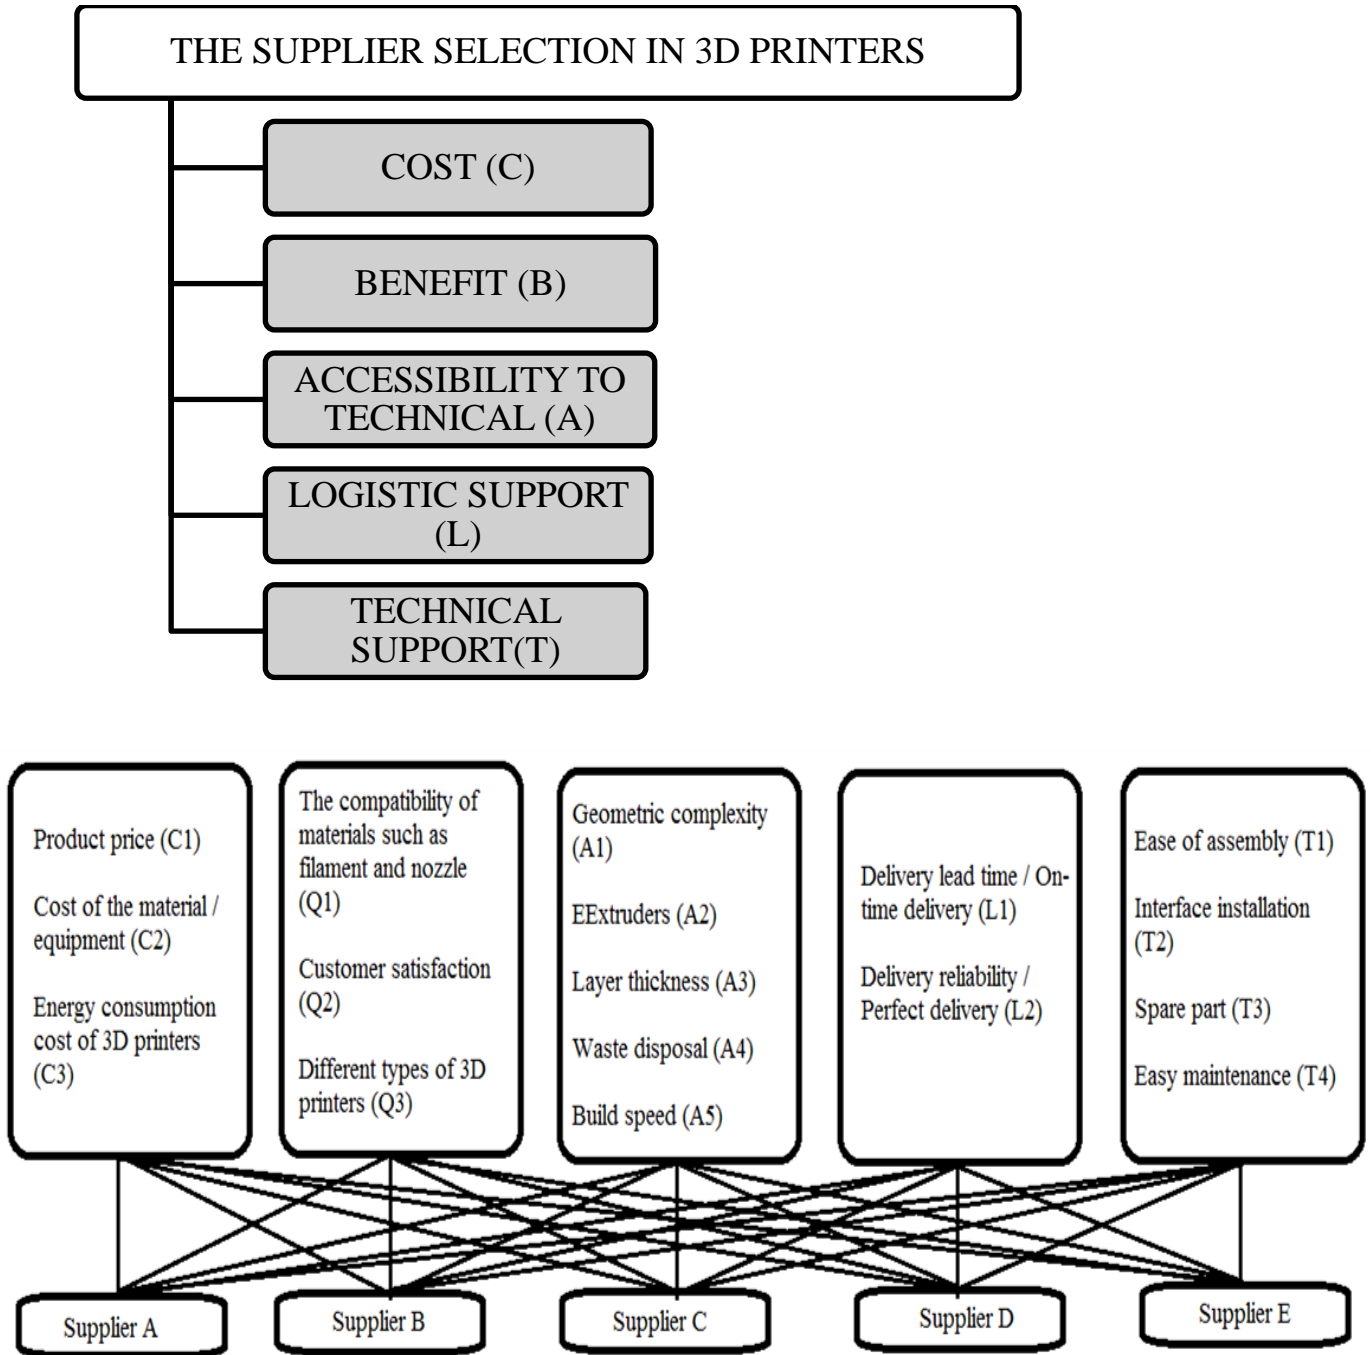 THE SUPPLIER SELECTION IN 3D PRINTERS
COST (C)
BENEFIT (B)
ACCESSIBILITY TO
TECHNICAL (A)
LOGISTIC SUPPORT
(L)
TECHNICAL
SUPPORT(T)
Product price (C1)
Cost of the material /
equipment (C2)
Energy consumption
cost of 3D printers
(C3)
The compatibility of
materials such as
filament and nozzle
(Q1)
Customer satisfaction
(Q2)
Different types of 3D
printers (Q3)
Geometric complexity
(A1)
EExtruders (A2)
Layer thickness (A3)
Waste disposal (A4)
Build speed (A5)
Delivery lead time / On-
time delivery (L1)
Delivery reliability /
Perfect delivery (L2)
Ease of assembly (T1)
Interface installation
(T2)
Spare part (T3)
Easy maintenance (T4)
Supplier A
Supplier B
Supplier C
Supplier D
Supplier E